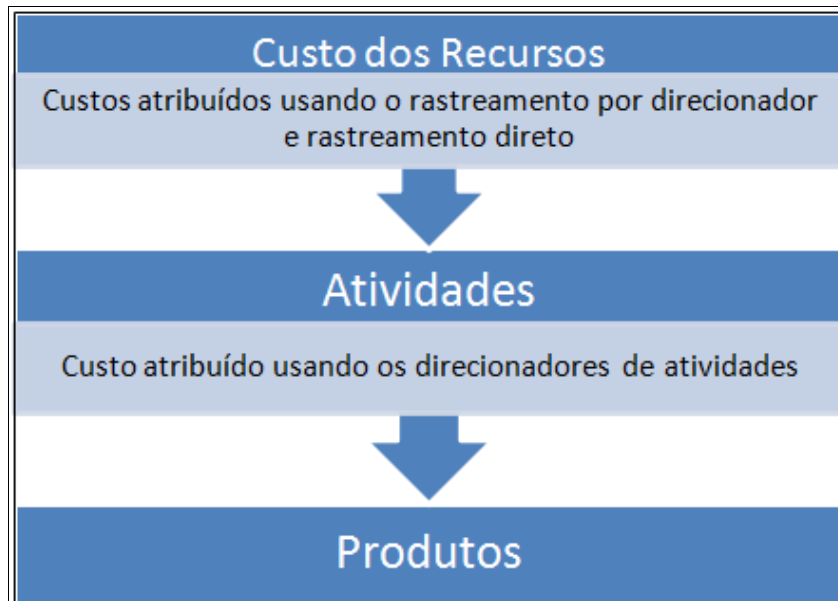 Custo dos Recursos
Custos atribuídos usando o rastreamento por direcionador
e rastreamento direto
Atividades
Custo atribuído usando os direcionadores de atividades
Produtos